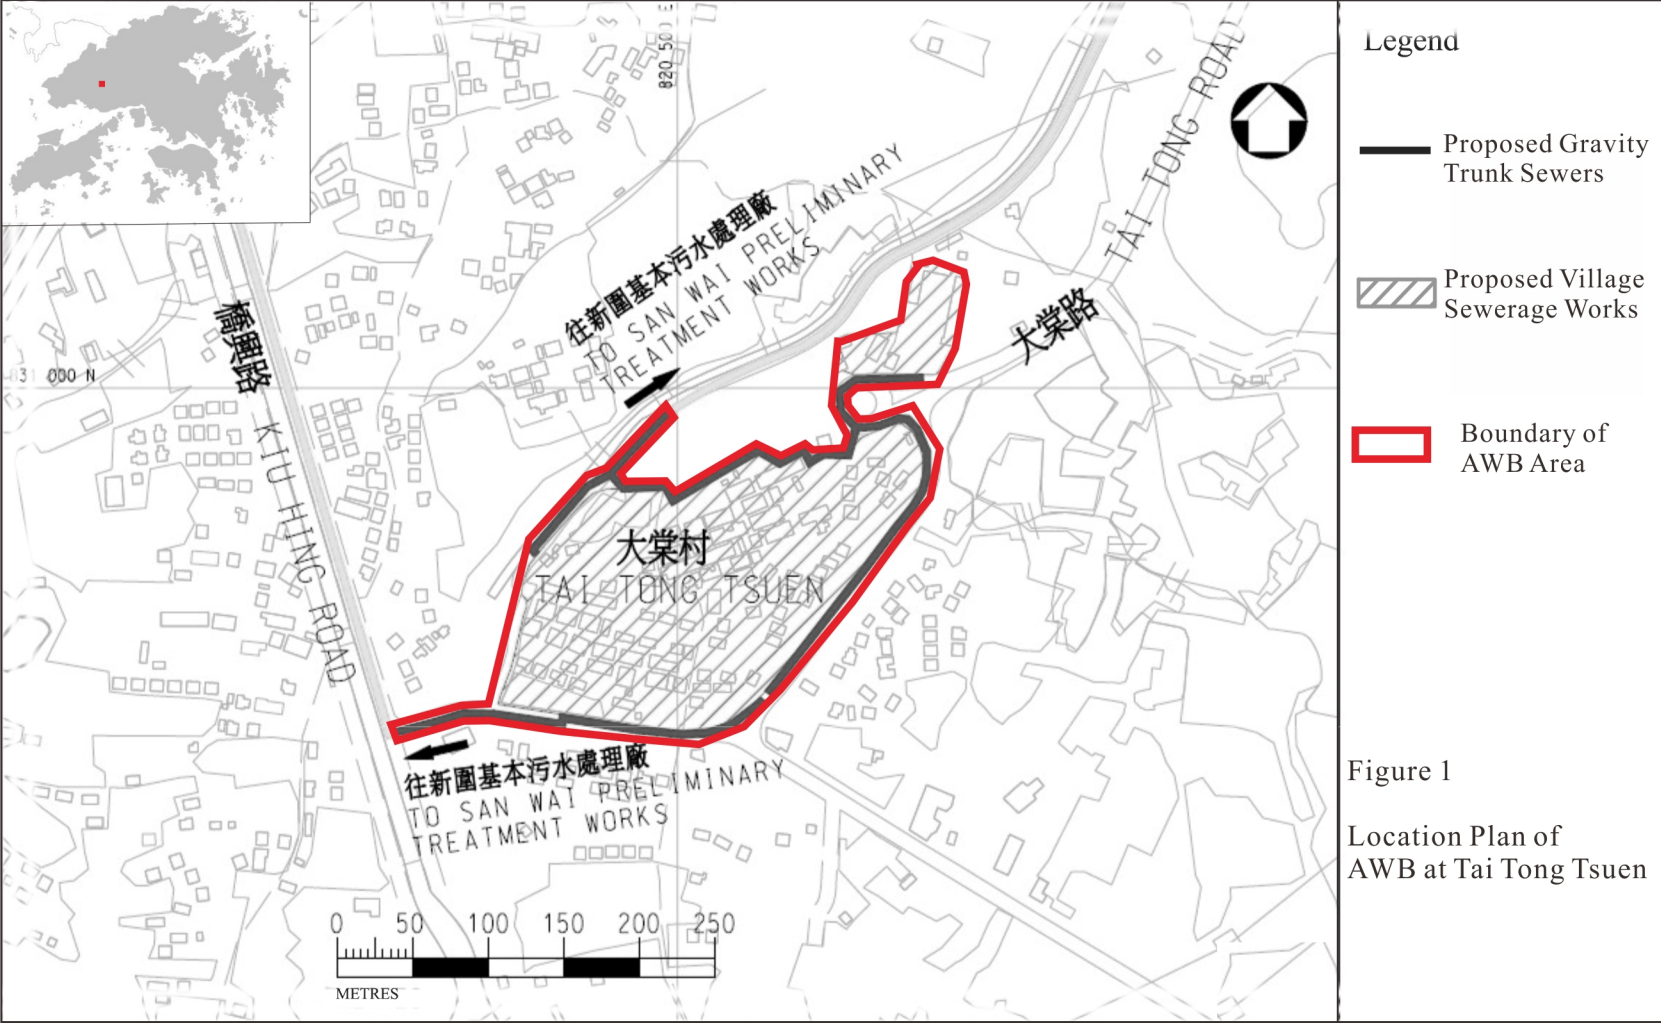 820 50 E
TAI TONG ROAD
往新圍基本污水處理廠
TO SAN WAI PRELIMINARY
TREATMENT WORKS
大棠路
橋興路
831 000 N
KIU HING ROAD
大棠村
TAI TONG TSUEN
往新圍基本污水處理廠
TO SAN WAI PRELIMINARY
TREATMENT WORKS
0 50 100 150 200 250
METRES
Legend
Proposed Gravity
Trunk Sewers
Proposed Village
Sewerage Works
Boundary of
AWB Area
Figure 1
Location Plan of
AWB at Tai Tong Tsuen